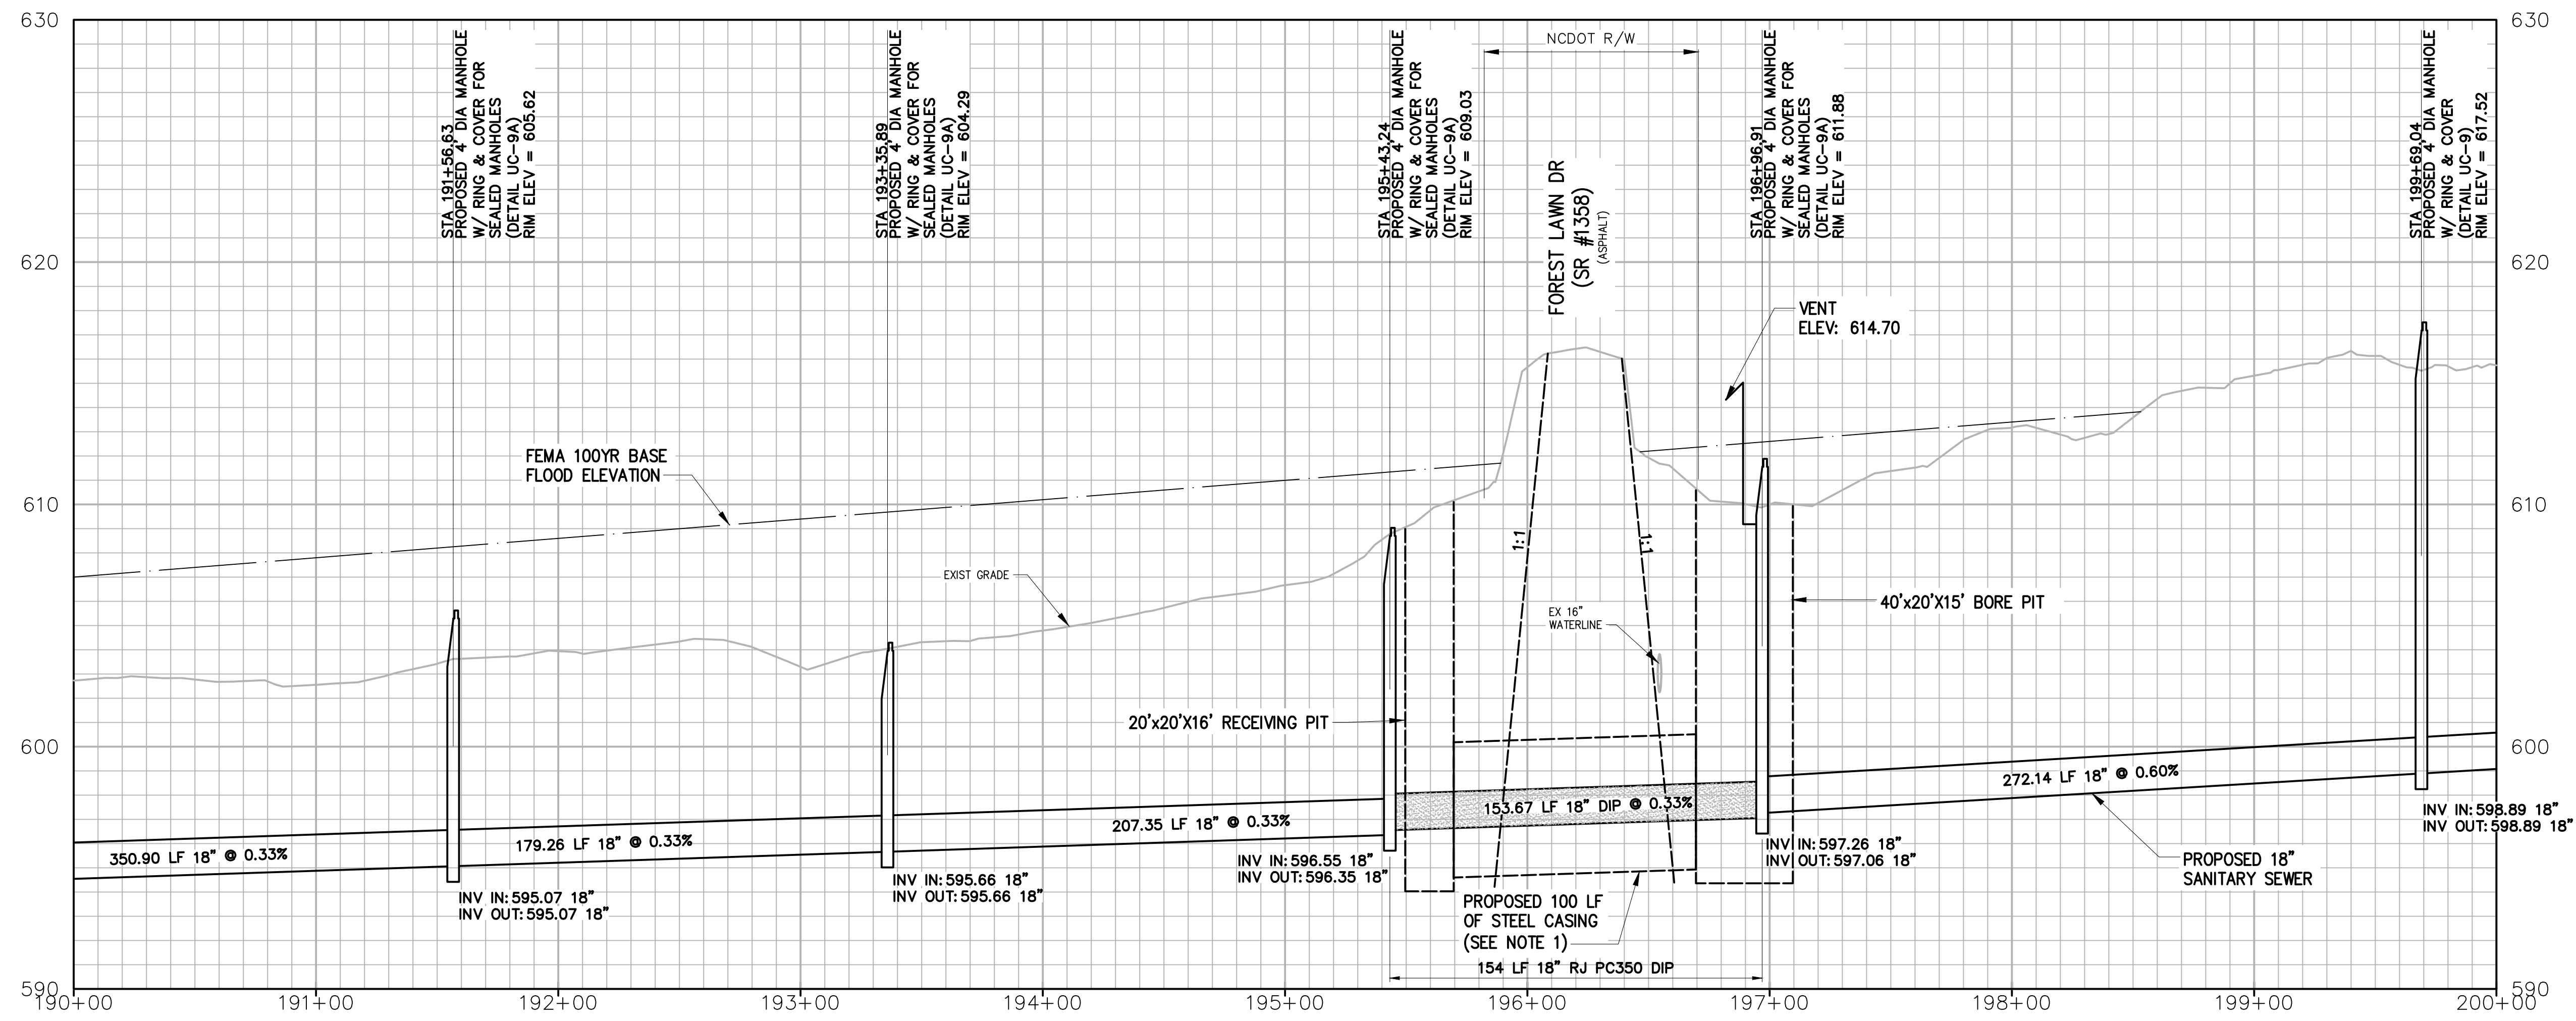 630
630
620
620
610
610
600
600
590
590
190+00
191+00
192+00
193+00
194+00
195+00
196+00
197+00
198+00
199+00
200+00
STA 191+56.63
PROPOSED 4' DIA MANHOLE
W/ RING & COVER FOR
SEALED MANHOLES
(DETAIL UC-9A)
RIM ELEV = 605.62
STA 193+35.89
PROPOSED 4' DIA MANHOLE
W/ RING & COVER FOR
SEALED MANHOLES
(DETAIL UC-9A)
RIM ELEV = 604.29
STA 195+43.24
PROPOSED 4' DIA MANHOLE
W/ RING & COVER FOR
SEALED MANHOLES
(DETAIL UC-9A)
RIM ELEV = 609.03
NCDOT R/W
FOREST LAWN DR
(SR #1358)
(ASPHALT)
STA 196+96.91
PROPOSED 4' DIA MANHOLE
W/ RING & COVER FOR
SEALED MANHOLES
(DETAIL UC-9A)
RIM ELEV = 611.88
STA 199+69.04
PROPOSED 4' DIA MANHOLE
W/ RING & COVER
(DETAIL UC-9)
RIM ELEV = 617.52
VENT
ELEV: 614.70
FEMA 100YR BASE
FLOOD ELEVATION
EXIST GRADE
1:1
1:1
EX 16"
WATERLINE
40'x20'X15' BORE PIT
20'x20'X16' RECEIVING PIT
350.90 LF 18" @ 0.33%
179.26 LF 18" @ 0.33%
207.35 LF 18" @ 0.33%
153.67 LF 18" DIP @ 0.33%
272.14 LF 18" @ 0.60%
INV IN: 595.07 18"
INV OUT: 595.07 18"
INV IN: 595.66 18"
INV OUT: 595.66 18"
INV IN: 596.55 18"
INV OUT: 596.35 18"
INV IN: 597.26 18"
INV OUT: 597.06 18"
INV IN: 598.89 18"
INV OUT: 598.89 18"
PROPOSED 18"
SANITARY SEWER
PROPOSED 100 LF
OF STEEL CASING
(SEE NOTE 1)
154 LF 18" RJ PC350 DIP